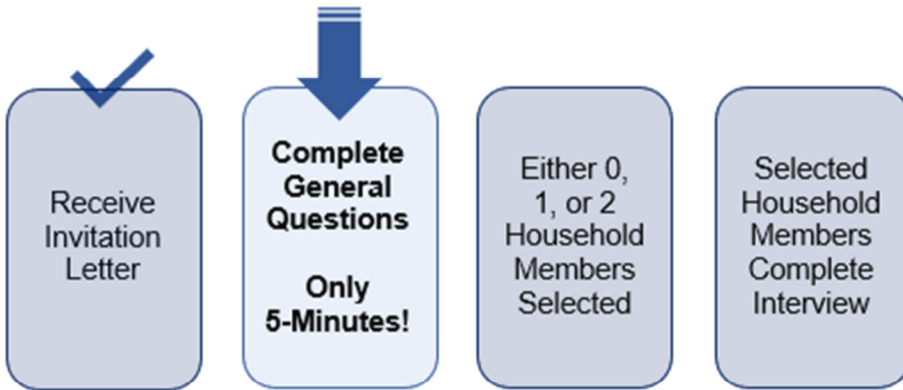 Receive
Invitation
Letter
Complete
General
Questions
Only
5-Minutes!
Either 0,
1, or 2
Household
Members
Selected
Selected
Household
Members
Complete
Interview